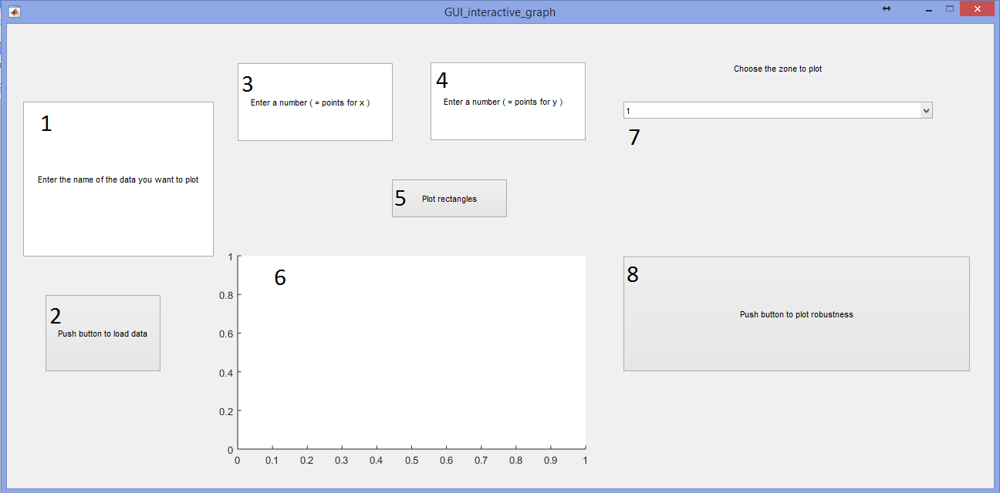 GUI_interactive_graph
1
Enter the name of the data you want to plot
2
Push button to load data
3
Enter a number ( = points for x )
4
Enter a number ( = points for y )
5 Plot rectangles
6
1
0.8
0.6
0.4
0.2
0
0 0.1 0.2 0.3 0.4 0.5 0.6 0.7 0.8 0.9 1
Choose the zone to plot
1
7
8
Push button to plot robustness